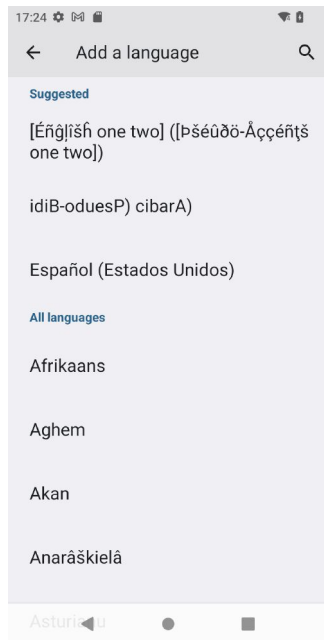 17:24
Add a language
Suggested
[Éñĝļîšĥ one two] ([Þšéûðö-Åççéñţš
one two])
idiB-oduesP) cibarA)
Español (Estados Unidos)
All languages
Afrikaans
Aghem
Akan
Anarâškielâ
Asturianu